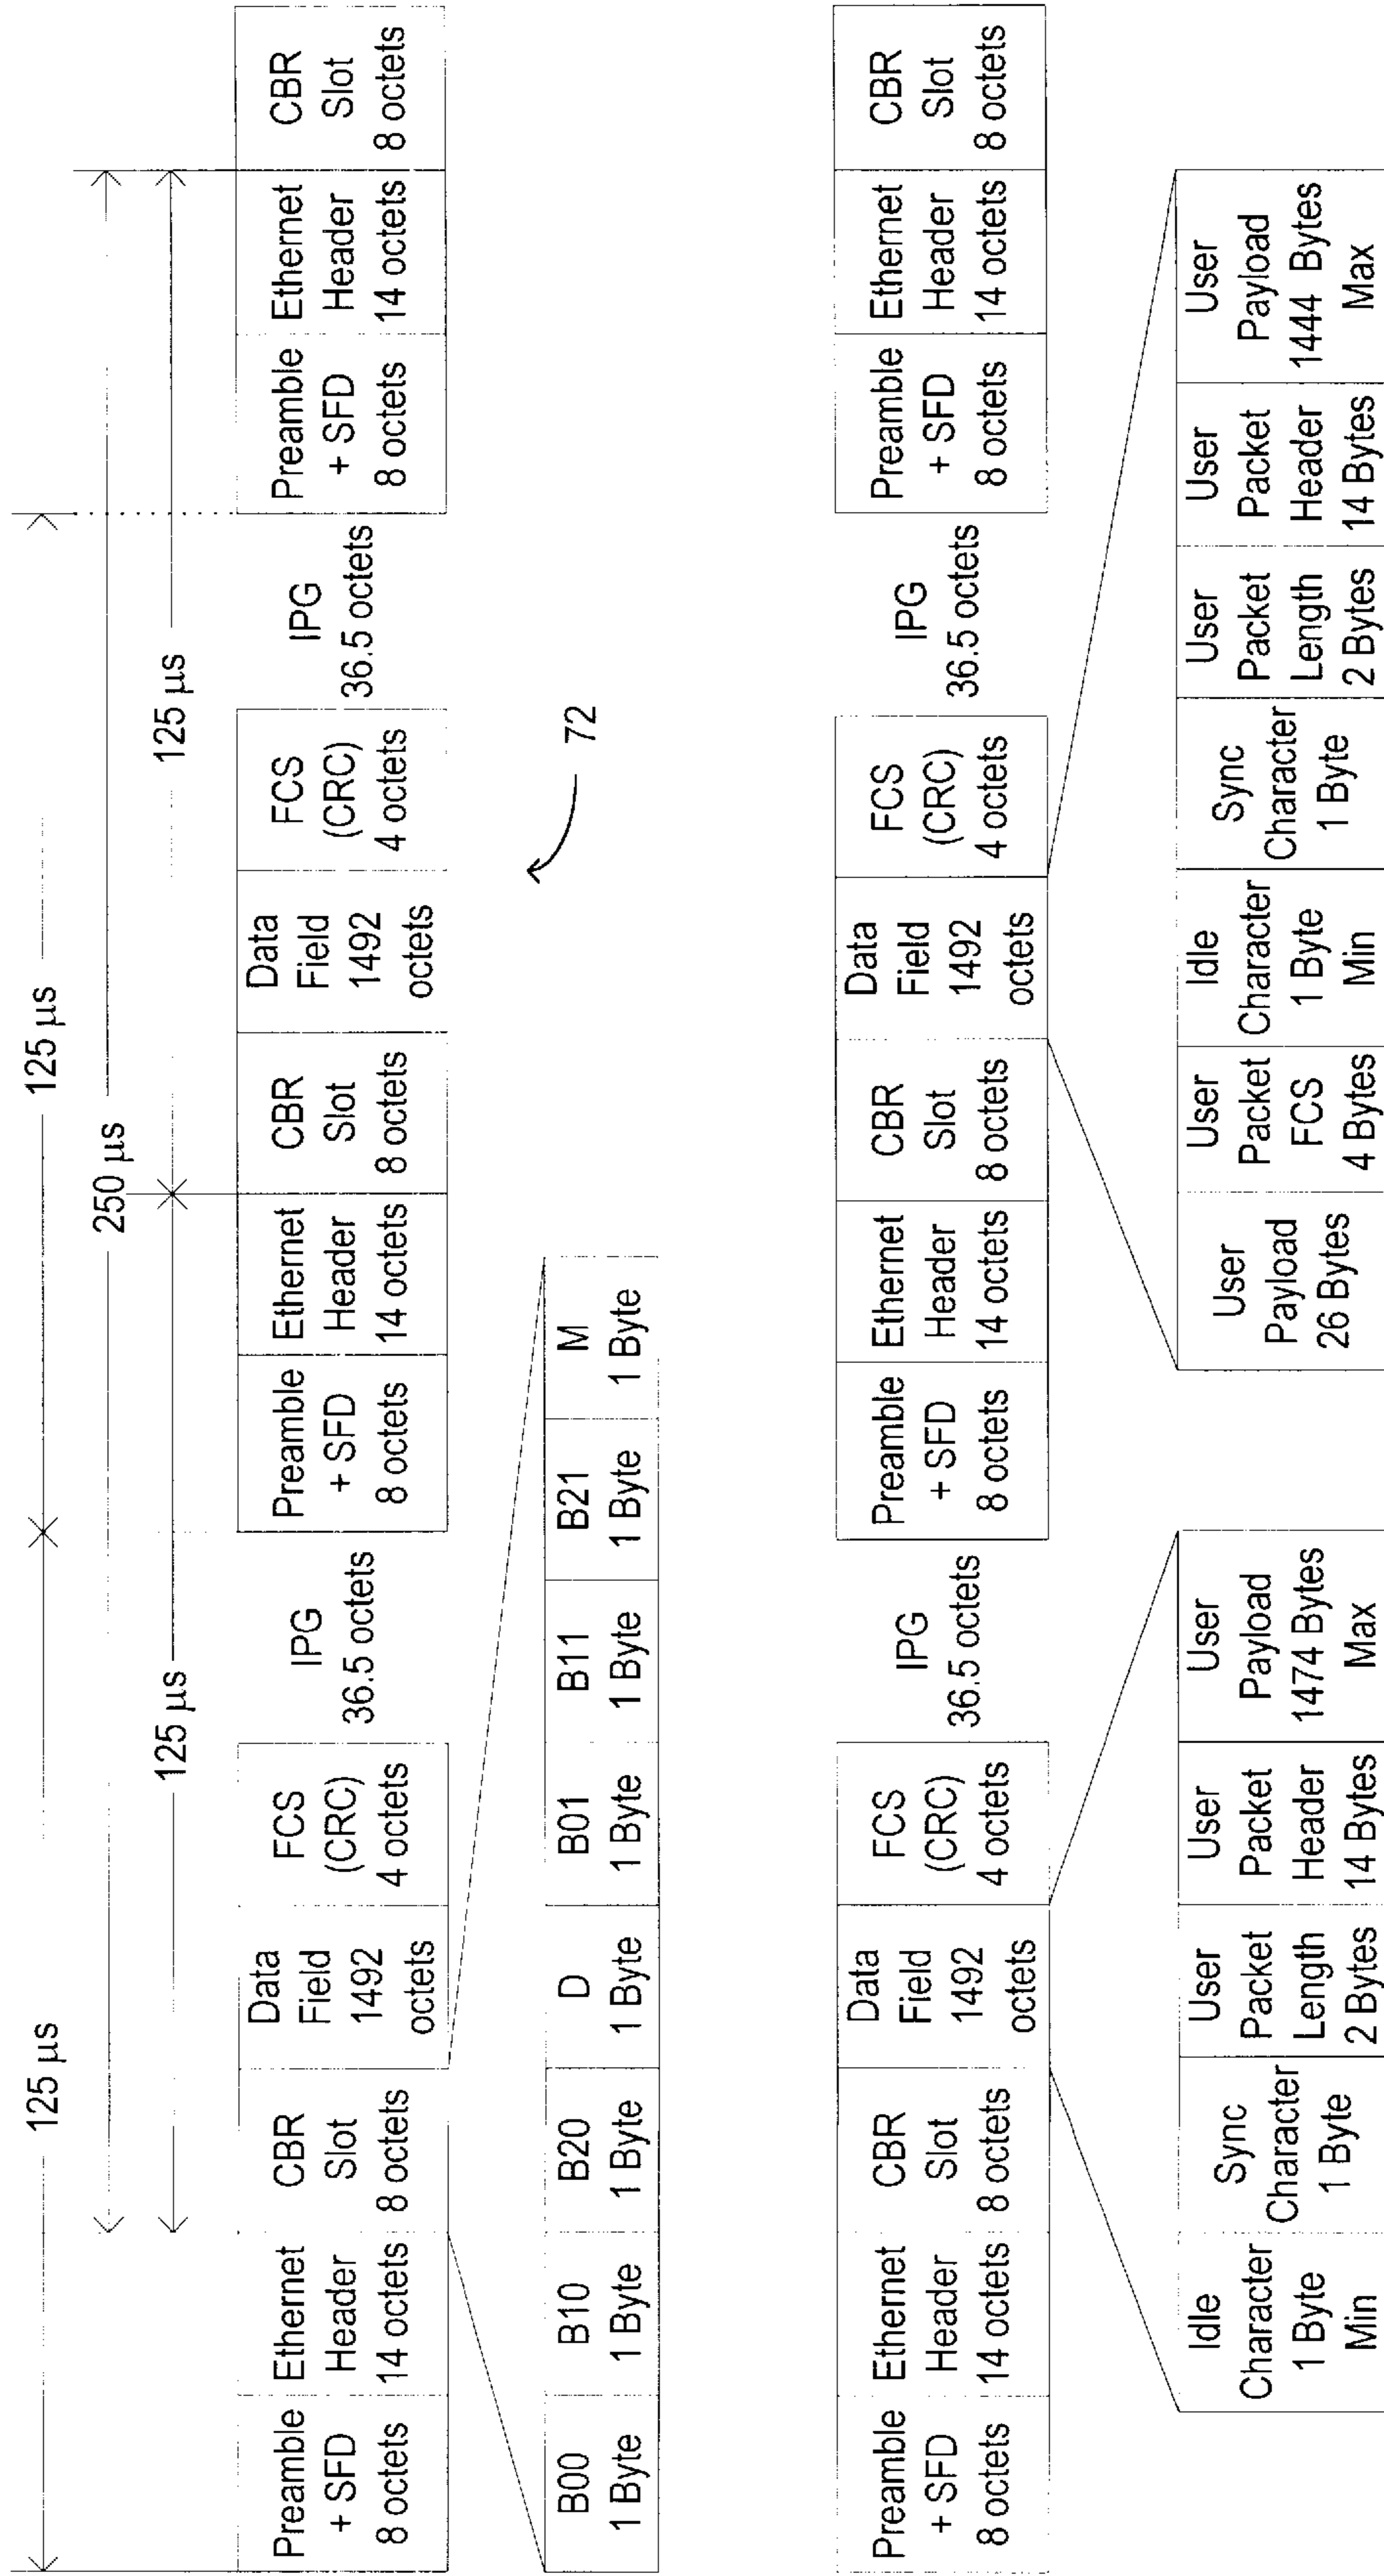 125 µs
125 µs
250 µs
125 µs
125 µs
Preamble
+ SFD
8 octets
Ethernet
Header
14 octets
CBR
Slot
8 octets
Data
Field
1492
octets
FCS
(CRC)
4 octets
IPG
36.5 octets
Preamble
+ SFD
8 octets
Ethernet
Header
14 octets
CBR
Slot
8 octets
Data
Field
1492
octets
FCS
(CRC)
4 octets
IPG
36.5 octets
Preamble
+ SFD
8 octets
Ethernet
Header
14 octets
CBR
Slot
8 octets
B00
1 Byte
B10
1 Byte
B20
1 Byte
D
1 Byte
B01
1 Byte
B11
1 Byte
B21
1 Byte
M
1 Byte
72
Preamble
+ SFD
8 octets
Ethernet
Header
14 octets
CBR
Slot
8 octets
Data
Field
1492
octets
FCS
(CRC)
4 octets
IPG
36.5 octets
Preamble
+ SFD
8 octets
Ethernet
Header
14 octets
CBR
Slot
8 octets
Data
Field
1492
octets
FCS
(CRC)
4 octets
IPG
36.5 octets
Preamble
+ SFD
8 octets
Ethernet
Header
14 octets
CBR
Slot
8 octets
Idle
Character
1 Byte
Min
Sync
Character
1 Byte
User
Packet
Length
2 Bytes
User
Packet
Header
14 Bytes
User
Payload
1474 Bytes
Max
User
Payload
26 Bytes
User
Packet
FCS
4 Bytes
Idle
Character
1 Byte
Min
Sync
Character
1 Byte
User
Packet
Length
2 Bytes
User
Packet
Header
14 Bytes
User
Payload
1444 Bytes
Max